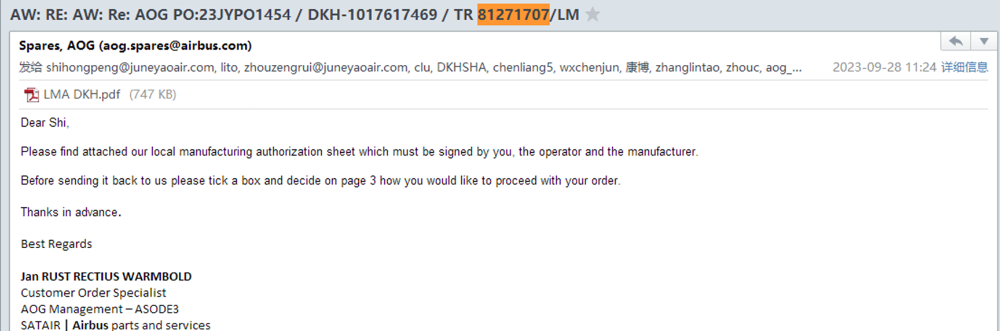 AW: RE: AW: Re: AOG PO:23JYPO1454 / DKH-1017617469 / TR 81271707/LM
Spares, AOG (aog.spares@airbus.com)
发给 shihongpeng@juneyaoair.com, lito, zhouzengrui@juneyaoair.com, clu, DKHSHA, chenliang5, wxchenjun, 康博, zhanglintao, zhouc, aog_... 2023-09-28 11:24 详细信息
LMA DKH.pdf (747 KB)
Dear Shi,
Please find attached our local manufacturing authorization sheet which must be signed by you, the operator and the manufacturer.
Before sending it back to us please tick a box and decide on page 3 how you would like to proceed with your order.
Thanks in advance.
Best Regards
Jan RUST RECTIUS WARMBOLD
Customer Order Specialist
AOG Management – ASODE3
SATAIR | Airbus parts and services